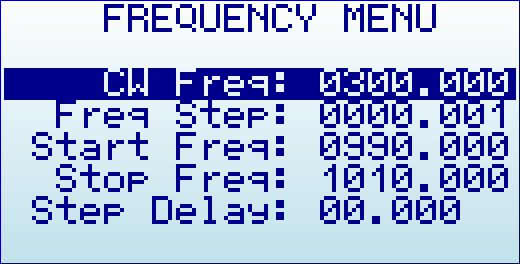 FREQUENCY MENU
CW Freq: 0300.000
Freq Step: 0000.001
Start Freq: 0990.000
Stop Freq: 1010.000
Step Delay: 00.000